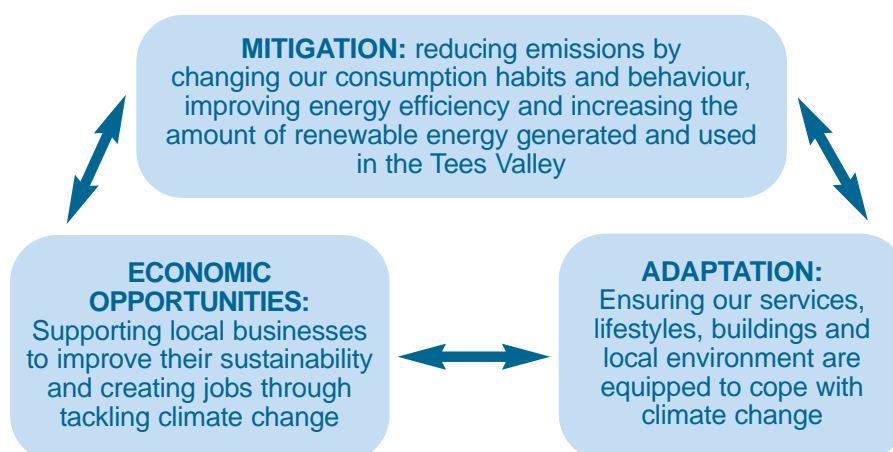 MITIGATION: reducing emissions by
changing our consumption habits and behaviour,
improving energy efficiency and increasing the
amount of renewable energy generated and used
in the Tees Valley
ECONOMIC
OPPORTUNITIES:
Supporting local businesses
to improve their sustainability
and creating jobs through
tackling climate change
ADAPTATION:
Ensuring our services,
lifestyles, buildings and
local environment are
equipped to cope with
climate change